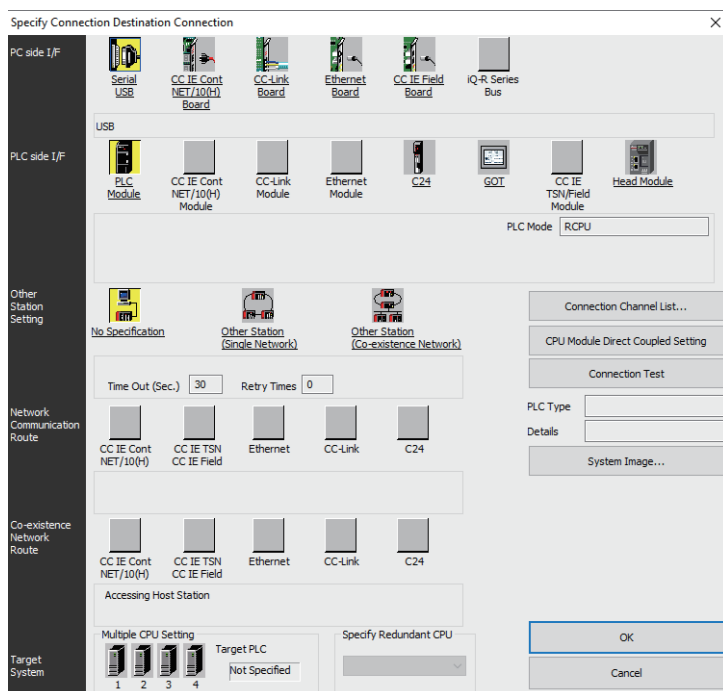 Specify Connection Destination Connection
PC side I/F
Serial
USB
CC IE Cont
NET/10(H)
Board
CC-Link
Board
Ethernet
Board
CC IE Field
Board
iQ-R Series
Bus
USB
PLC side I/F
PLC
Module
CC IE Cont
NET/10(H)
Module
CC-Link
Module
Ethernet
Module
C24
GOT
CC IE
TSN/Field
Module
Head Module
PLC Mode RCPU
Other
Station
Setting
No Specification
Other Station
(Single Network)
Other Station
(Co-existence Network)
Connection Channel List...
CPU Module Direct Coupled Setting
Connection Test
Time Out (Sec.) 30 Retry Times 0
PLC Type
Details
System Image...
Network
Communication
Route
CC IE Cont
NET/10(H)
CC IE TSN
CC IE Field
Ethernet
CC-Link
C24
Co-existence
Network
Route
CC IE Cont
NET/10(H)
CC IE TSN
CC IE Field
Ethernet
CC-Link
C24
Accessing Host Station
Target
System
Multiple CPU Setting
1 2 3 4
Target PLC
Not Specified
Specify Redundant CPU
OK
Cancel